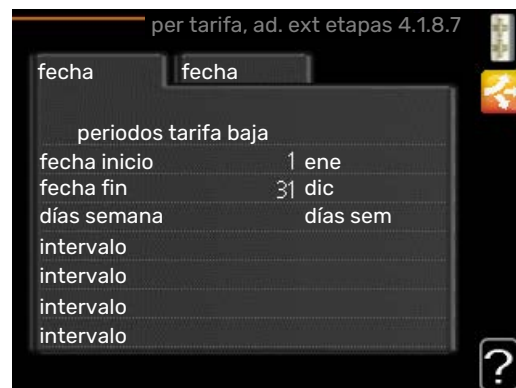 per tarifa, ad. ext etapas 4.1.8.7
fecha fecha
periodos tarifa baja
fecha inicio 1 ene
fecha fin 31 dic
días semana días sem
intervalo
intervalo
intervalo
intervalo
?